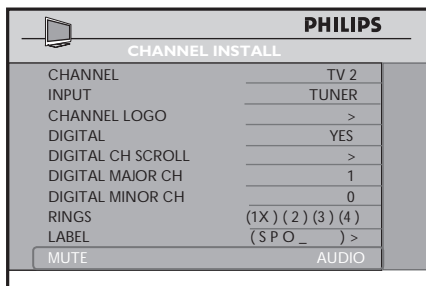 PHILIPS
CHANNEL INSTALL
CHANNEL TV 2
INPUT TUNER
CHANNEL LOGO >
DIGITAL YES
DIGITAL CH SCROLL >
DIGITAL MAJOR CH 1
DIGITAL MINOR CH 0
RINGS (1X ) ( 2 ) (3 ) (4 )
LABEL ( S P O _ ) >
MUTE AUDIO